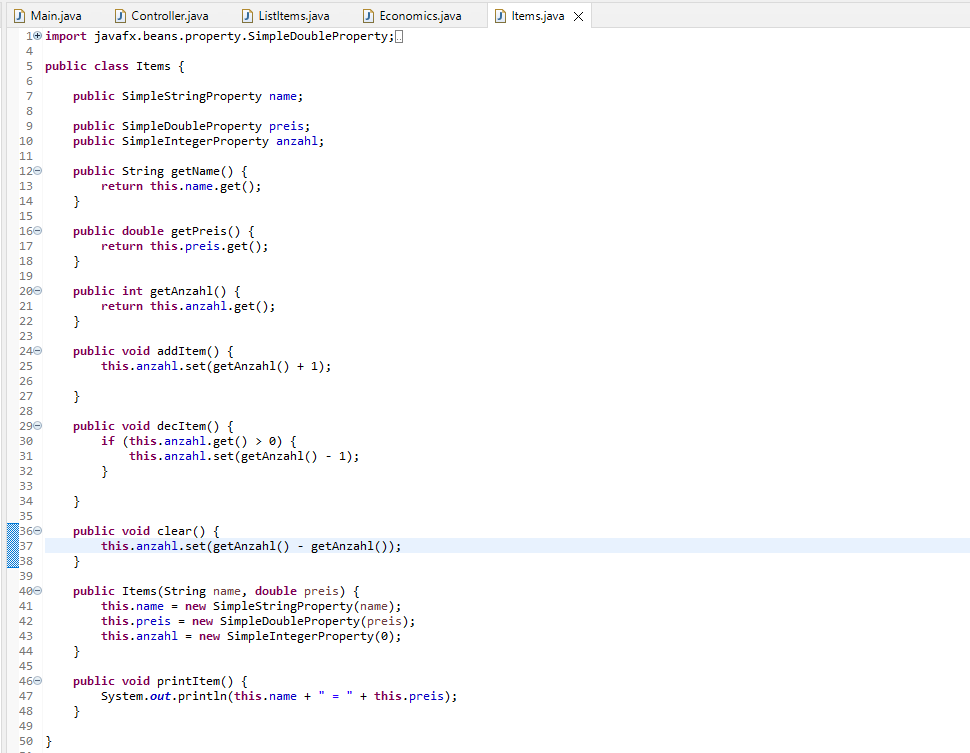 Main.java Controller.java ListItems.java Economics.java Items.java
1 import javafx.beans.property.SimpleDoubleProperty;
4
5 public class Items {
6
7     public SimpleStringProperty name;
8
9     public SimpleDoubleProperty preis;
10     public SimpleIntegerProperty anzahl;
11
12     public String getName() {
13         return this.name.get();
14     }
15
16     public double getPreis() {
17         return this.preis.get();
18     }
19
20     public int getAnzahl() {
21         return this.anzahl.get();
22     }
23
24     public void addItem() {
25         this.anzahl.set(getAnzahl() + 1);
26
27     }
28
29     public void decItem() {
30         if (this.anzahl.get() > 0) {
31             this.anzahl.set(getAnzahl() - 1);
32         }
33
34     }
35
36     public void clear() {
37         this.anzahl.set(getAnzahl() - getAnzahl());
38     }
39
40     public Items(String name, double preis) {
41         this.name = new SimpleStringProperty(name);
42         this.preis = new SimpleDoubleProperty(preis);
43         this.anzahl = new SimpleIntegerProperty(0);
44     }
45
46     public void printItem() {
47         System.out.println(this.name + " = " + this.preis);
48     }
49
50 }